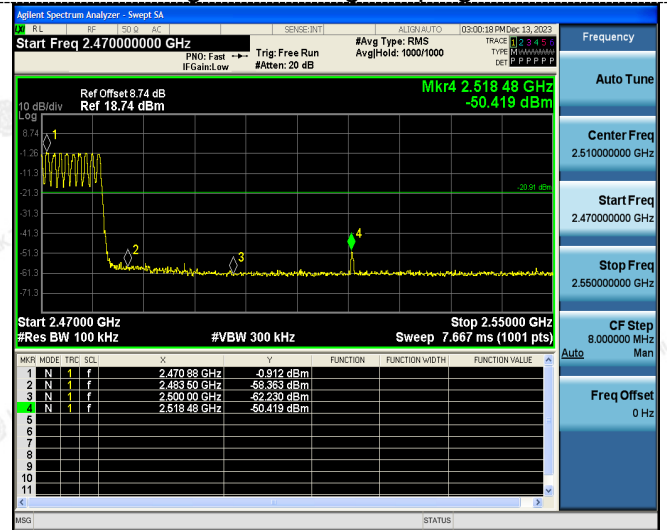 Agilent Spectrum Analyzer - Swept SA
LXI RL RF 50 Ω AC SENSE:INT ALIGN AUTO 03:00:18 PM Dec 13, 2023
Start Freq 2.470000000 GHz
#Avg Type: RMS
TRACE 1 2 3 4 5 6
PNO: Fast
Trig: Free Run
Avg|Hold: 1000/1000
TYPE M WWWWW
IFGain:Low
#Atten: 20 dB
DET P P P P P P
Mkr4 2.518 48 GHz
-50.419 dBm
Ref Offset 8.74 dB
10 dB/div Ref 18.74 dBm
Log
8.74
-1.26
-11.3
-21.3
-31.3
-41.3
-51.3
-61.3
-71.3
1
2
3
4
-20.91 dBm
Start 2.47000 GHz Stop 2.55000 GHz
#Res BW 100 kHz #VBW 300 kHz Sweep 7.667 ms (1001 pts)
MKR MODE TRC SCL X Y FUNCTION FUNCTION WIDTH FUNCTION VALUE
1 N 1 f 2.470 88 GHz -0.912 dBm
2 N 1 f 2.483 50 GHz -58.363 dBm
3 N 1 f 2.500 00 GHz -62.230 dBm
4 N 1 f 2.518 48 GHz -50.419 dBm
5
6
7
8
9
10
11
MSG STATUS
Frequency
Auto Tune
Center Freq
2.510000000 GHz
Start Freq
2.470000000 GHz
Stop Freq
2.550000000 GHz
CF Step
8.000000 MHz
Auto Man
Freq Offset
0 Hz